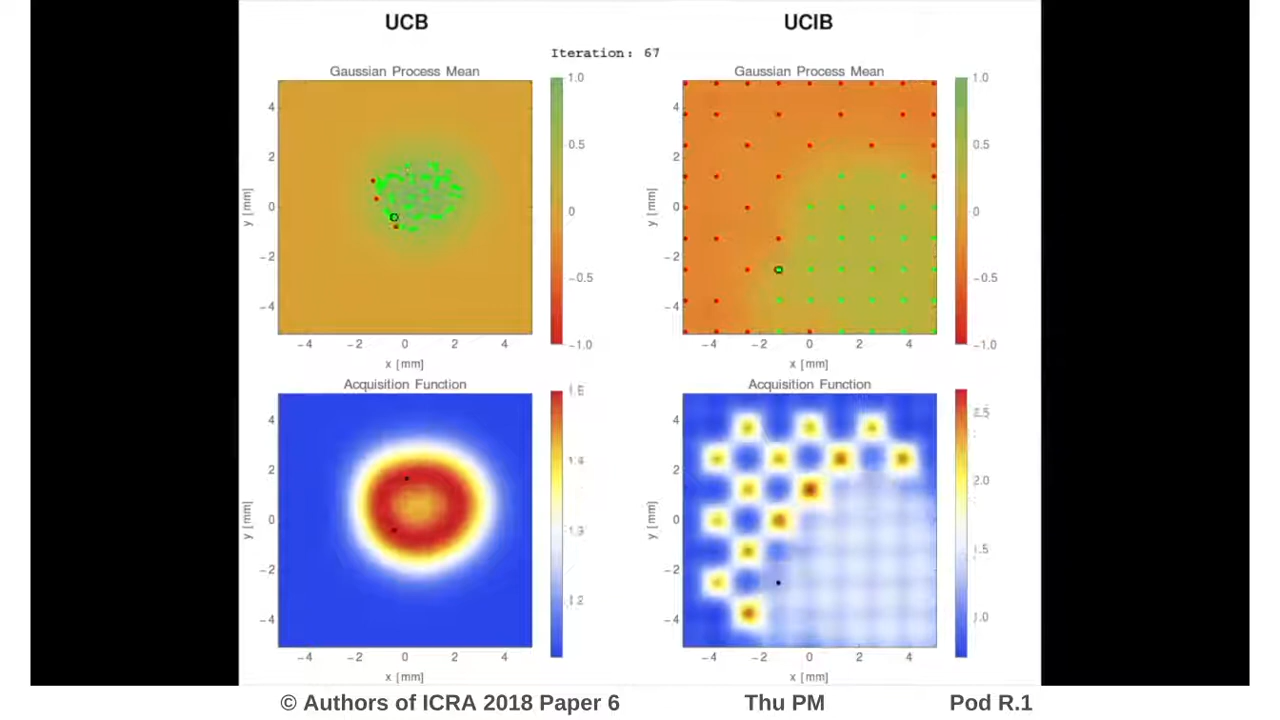 UCB UCIB
Iteration: 67
Gaussian Process Mean Gaussian Process Mean
4 2 0 −2 −4
y [mm]
−4 −2 0 2 4
x [mm]
1.0 0.5 0 −0.5 −1.0
4 2 0 −2 −4
y [mm]
−4 −2 0 2 4
x [mm]
1.0 0.5 0 −0.5 −1.0
Acquisition Function Acquisition Function
4 2 0 −2 −4
y [mm]
−4 −2 0 2 4
x [mm]
4 2 0 −2 −4
y [mm]
−4 −2 0 2 4
x [mm]
2.0 1.5 1.0
© Authors of ICRA 2018 Paper 6 Thu PM Pod R.1